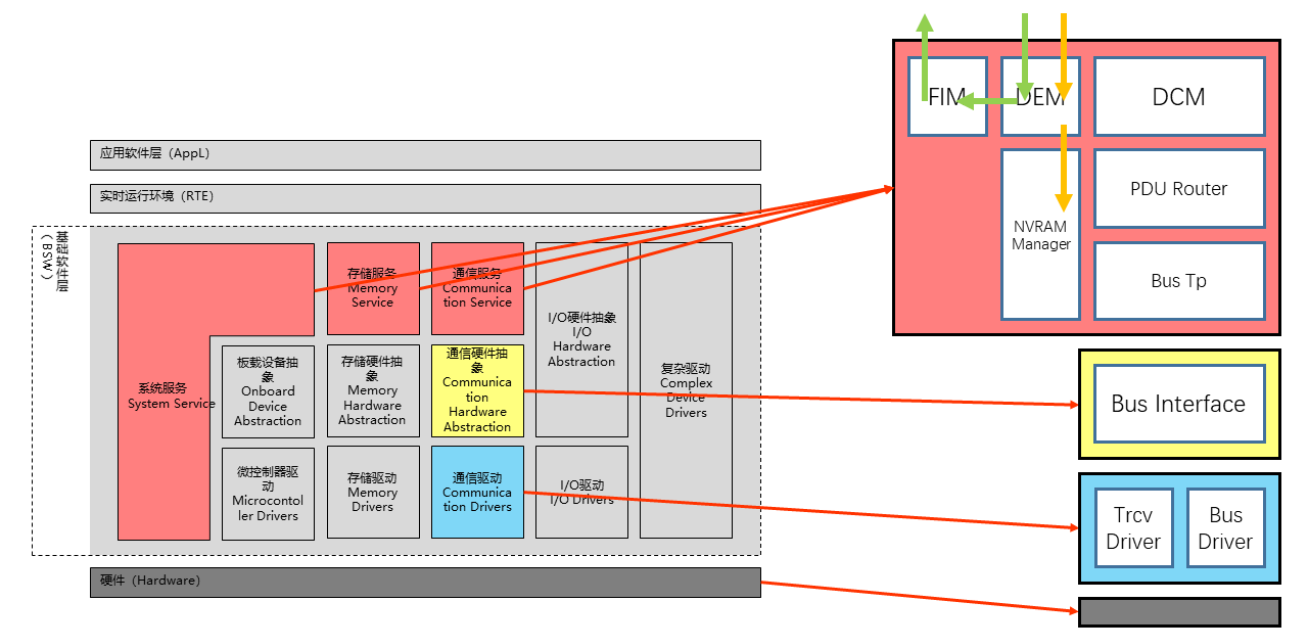 应用软件层（AppL）
实时运行环境（RTE）
基础软件层
（BSW）
系统服务
System Service
存储服务
Memory
Service
通信服务
Communica
tion Service
板载设备抽
象
Onboard
Device
Abstraction
存储硬件抽
象
Memory
Hardware
Abstraction
通信硬件抽
象
Communica
tion
Hardware
Abstraction
I/O硬件抽象
I/O
Hardware
Abstraction
复杂驱动
Complex
Device
Drivers
微控制器驱
动
Microcontol
ler Drivers
存储驱动
Memory
Drivers
通信驱动
Communica
tion Drivers
I/O驱动
I/O Drivers
硬件（Hardware）
FIM
DEM
DCM
NVRAM
Manager
PDU Router
Bus Tp
Bus Interface
Trcv
Driver
Bus
Driver